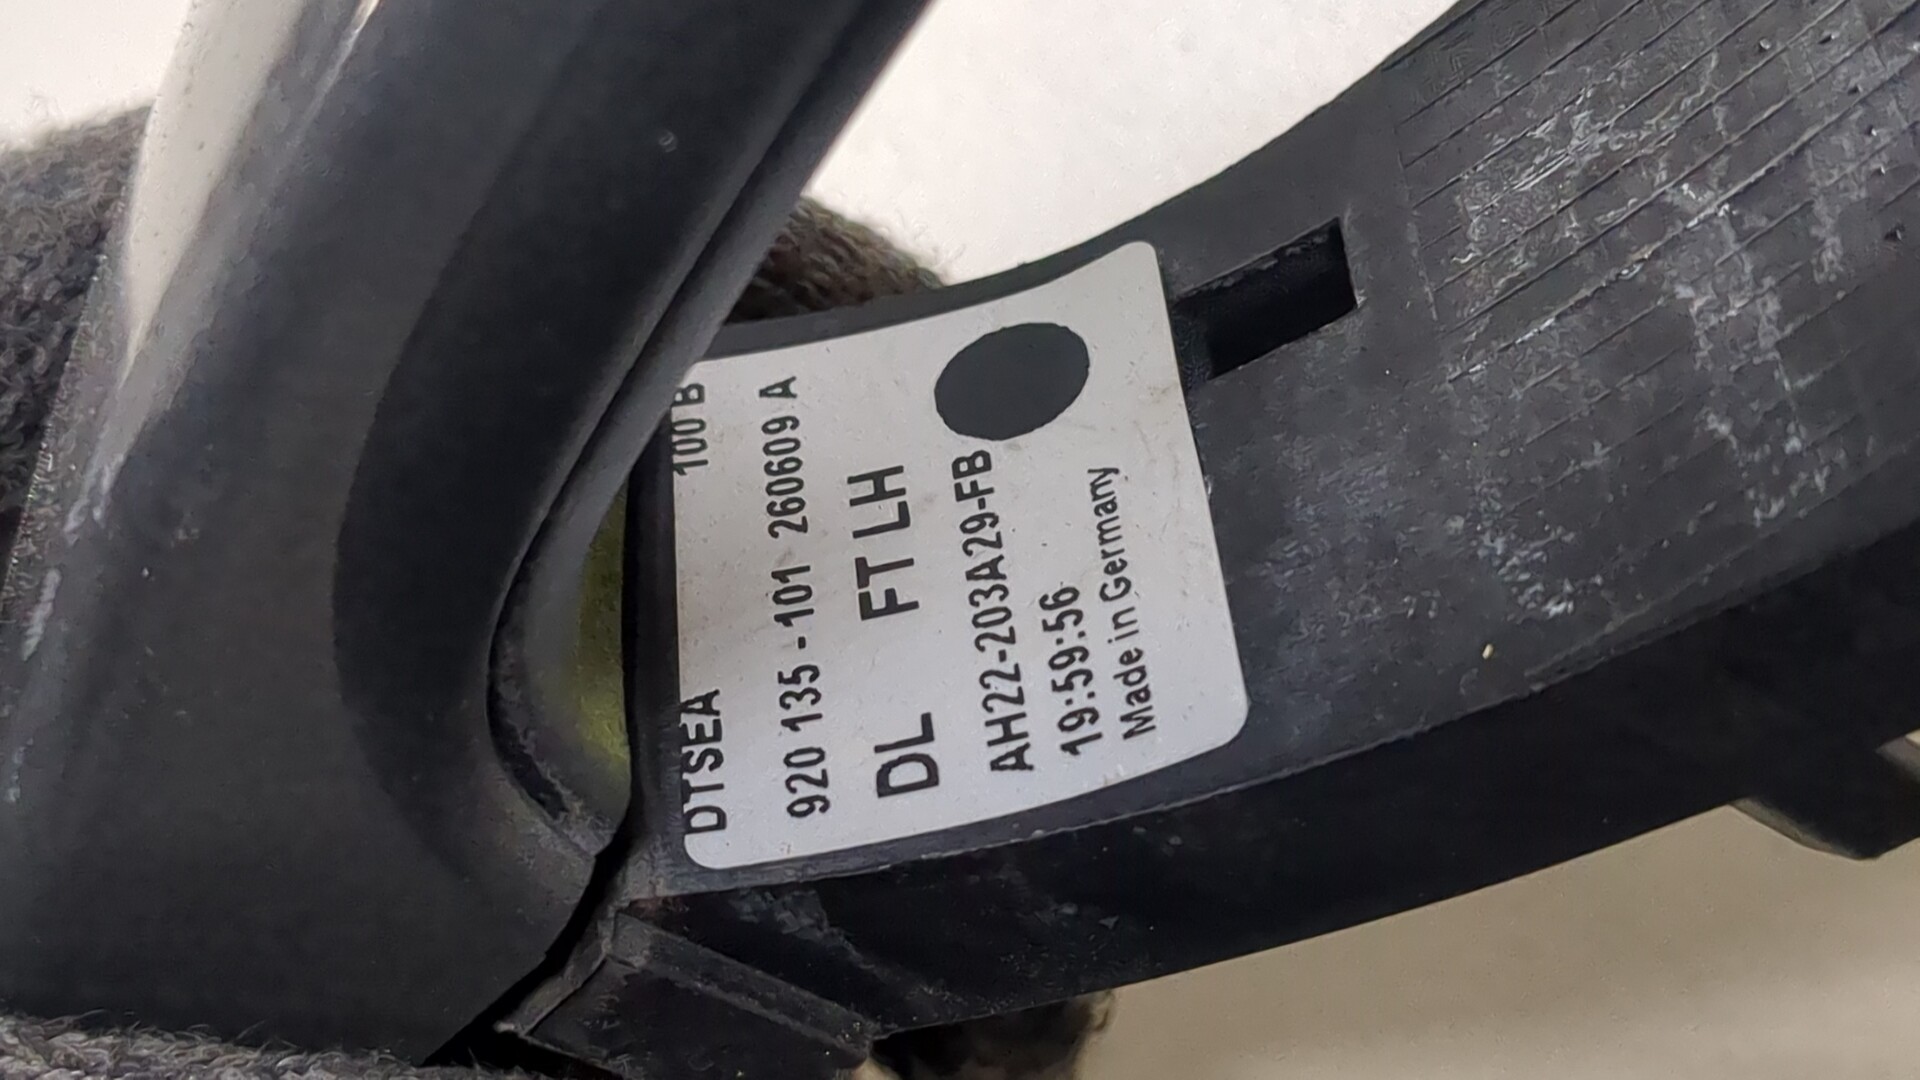 DTSEA 100 B
920 135 - 101 260609 A
DL FT LH
AH22-203A29-FB
19:59:56
Made in Germany